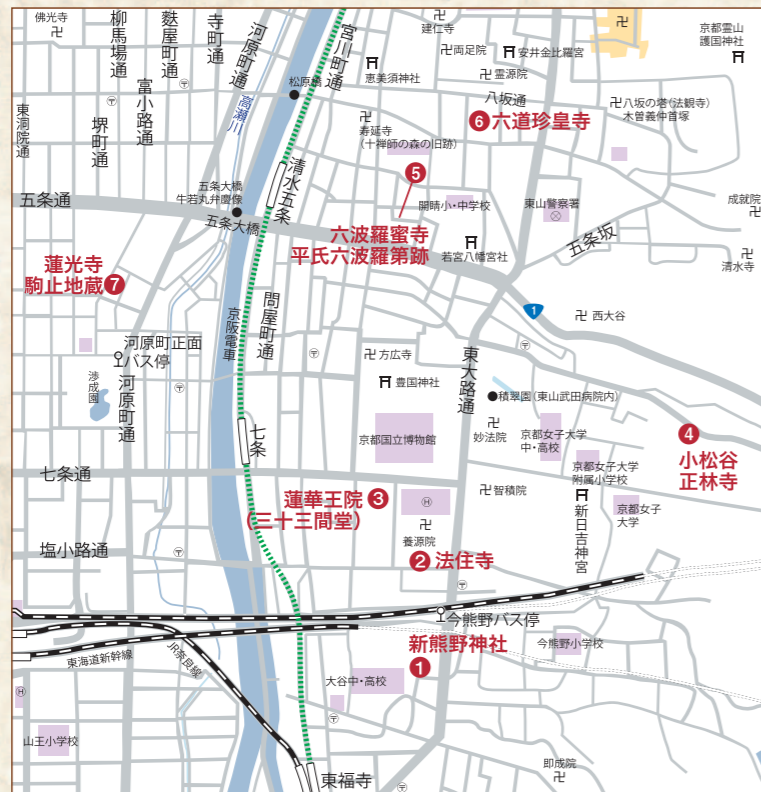 佛光寺
柳馬場通
麩屋町通
寺町通
河原町通
宮川町通
建仁寺
両足院
安井金比羅宮
京都霊山
護国神社
富小路通
高瀬川
松原橋
恵美須神社
霊源院
八坂通
八坂の塔(法観寺)
木曽義仲首塚
東洞院通
堺町通
寿延寺
(十禅師の森の旧跡)
6 六道珍皇寺
清水五条
5
五条通
五条大橋
牛若丸弁慶像
五条大橋
開睛小・中学校
東山警察署
成就院
六波羅蜜寺
平氏六波羅第跡
若宮八幡宮社
五条坂
清水寺
蓮光寺
駒止地蔵 7
京阪電車
問屋町通
1
西大谷
河原町正面
バス停
方広寺
東大路通
豊国神社
積翠園(東山武田病院内)
渉成園
河原町通
七条
京都国立博物館
妙法院
京都女子大学
中・高校
4
小松谷
正林寺
京都女子大学
附属小学校
七条通
蓮華王院 3
(三十三間堂)
H
智積院
新日吉神宮
京都女子
大学
養源院
塩小路通
2 法住寺
今熊野バス停
東海道新幹線
JR奈良線
新熊野神社
1
今熊野小学校
H
大谷中・高校
山王小学校
東福寺
即成院